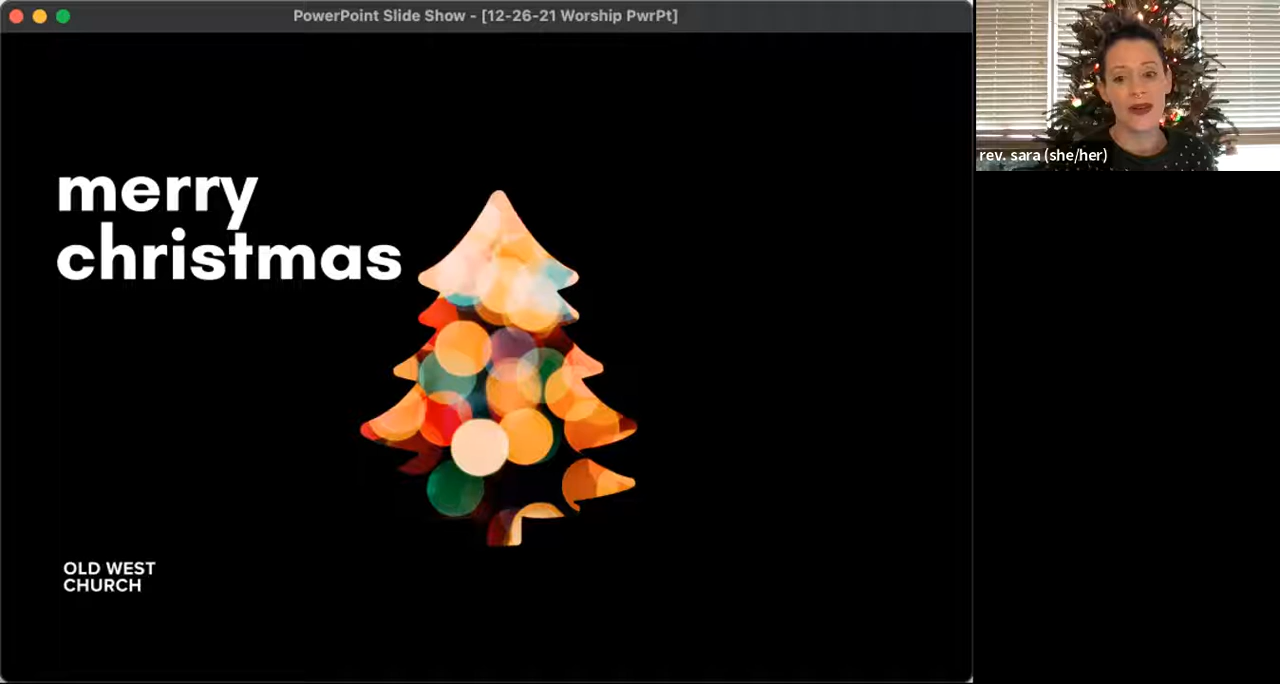 PowerPoint Slide Show - [12-26-21 Worship PwrPt]
merry
christmas
OLD WEST
CHURCH
rev. sara (she/her)